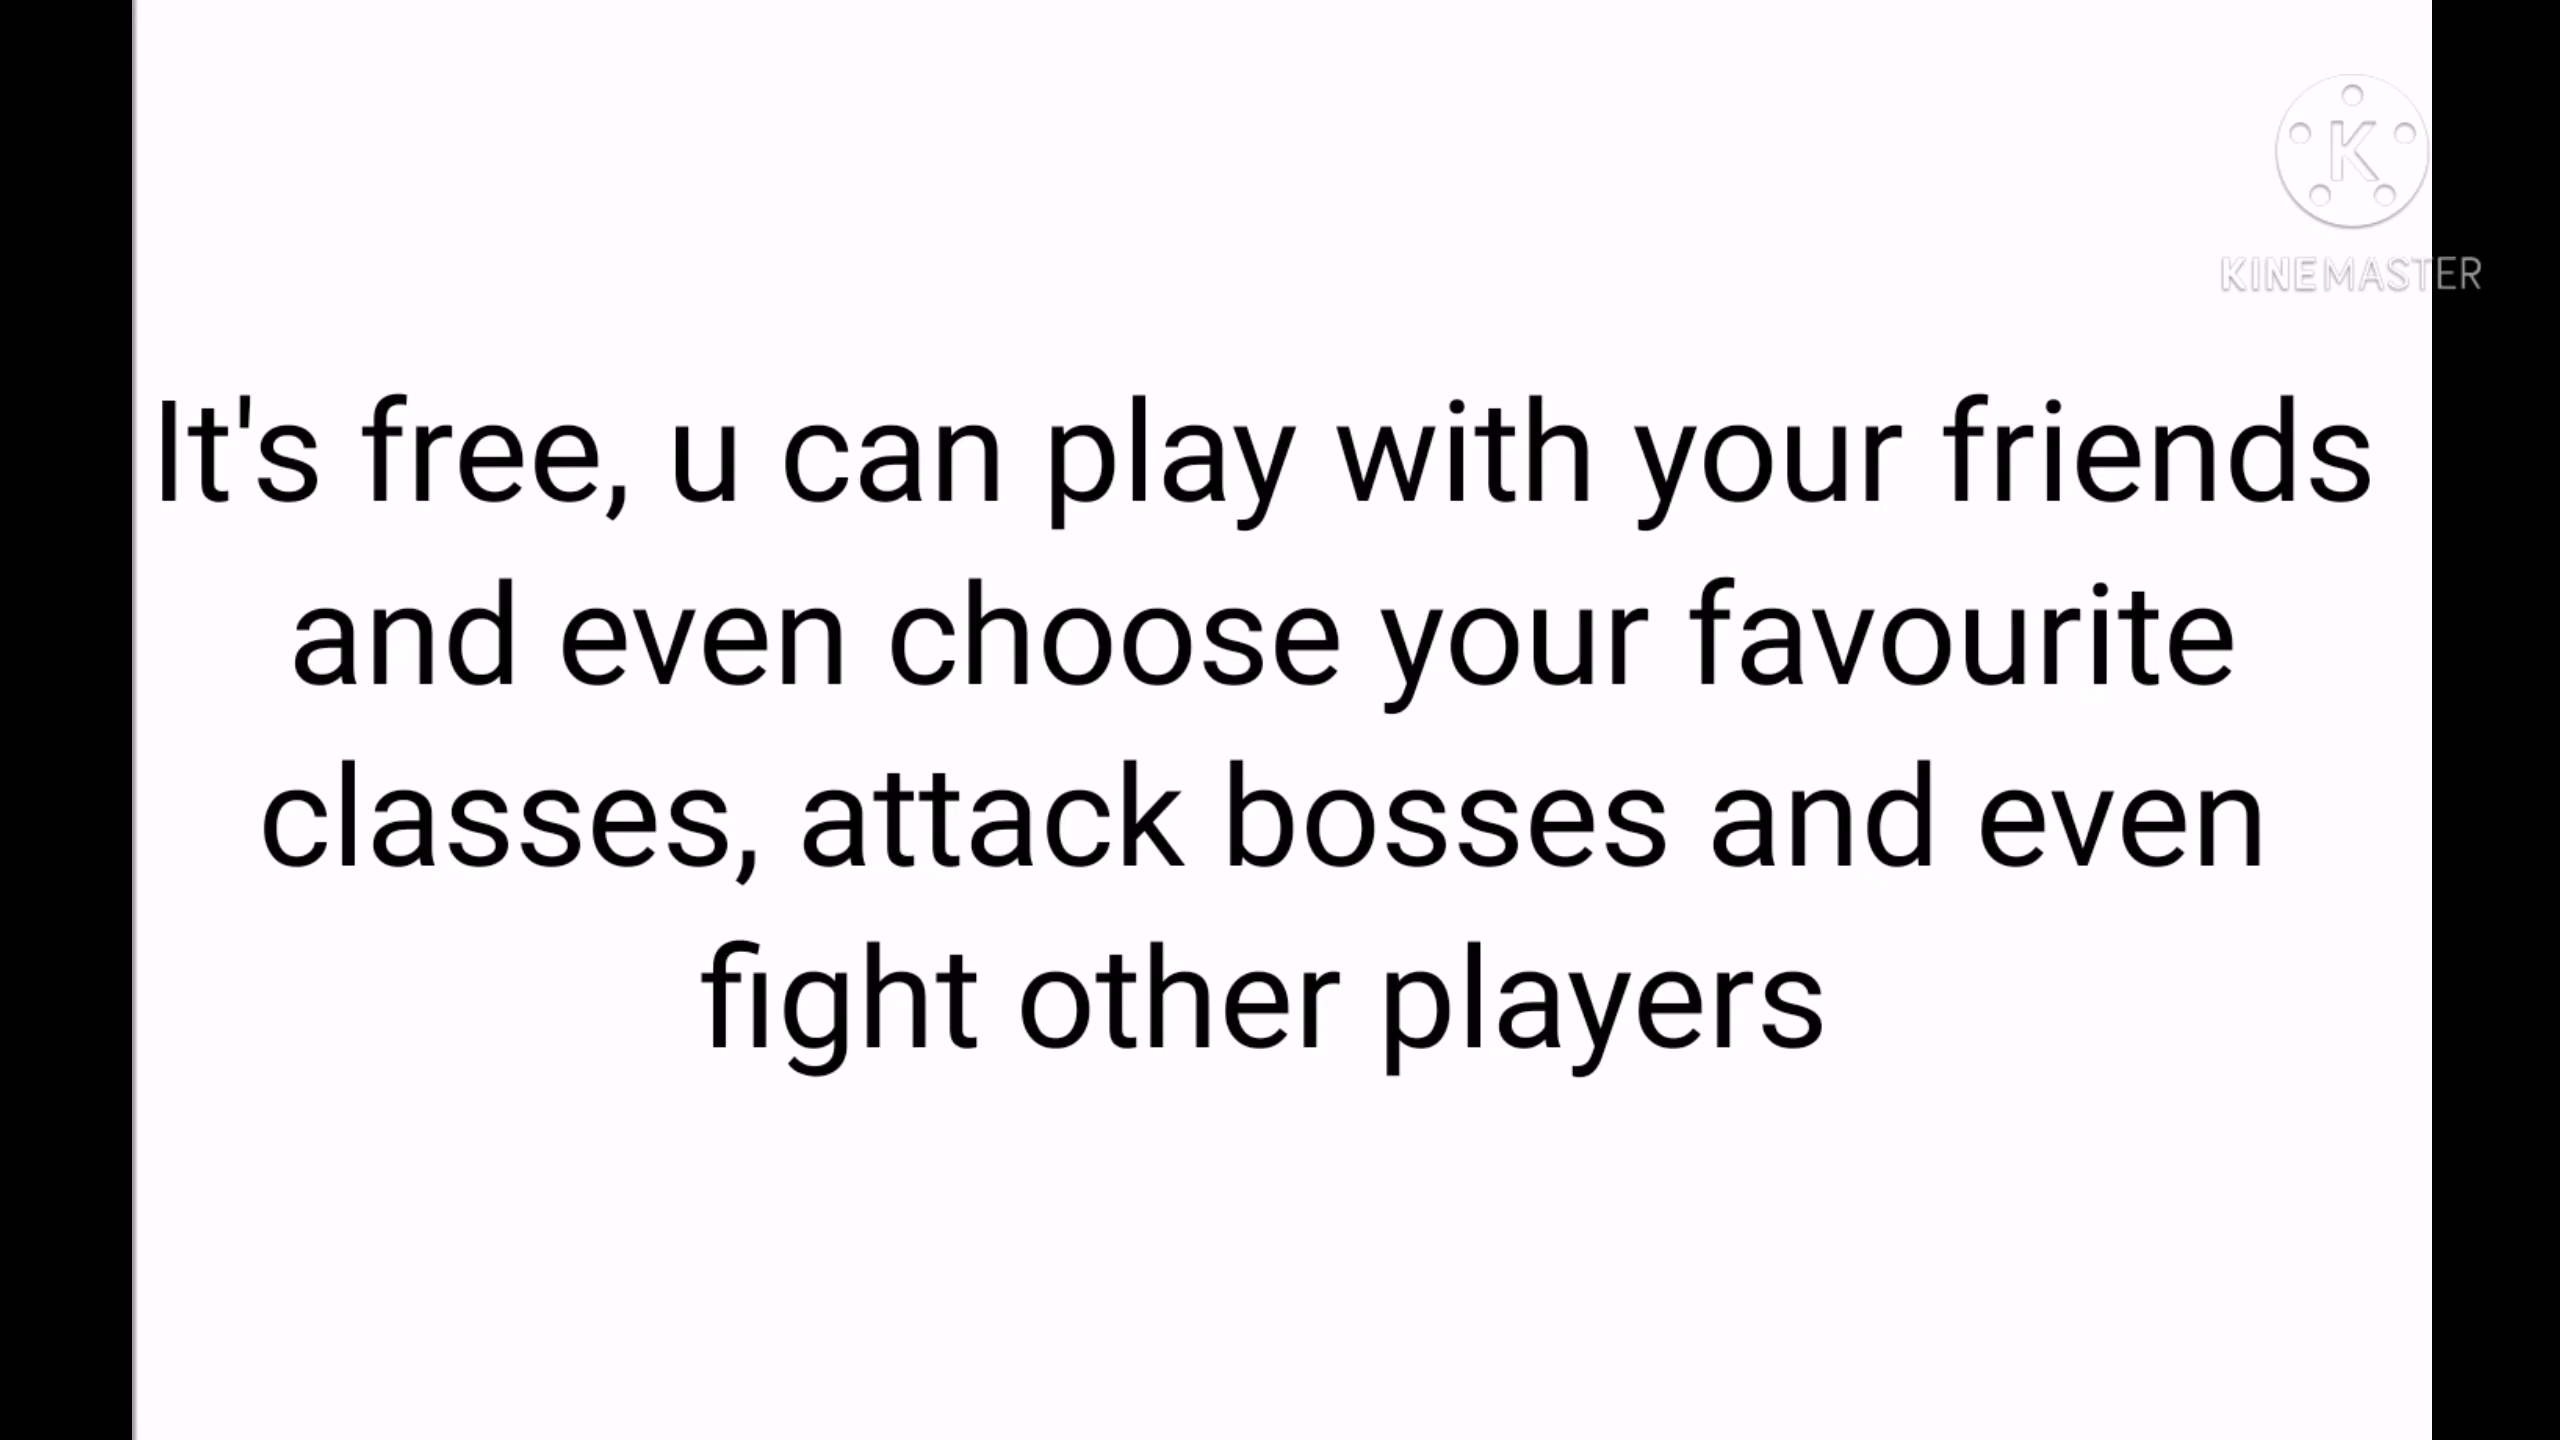 K
KINEMASTER
It's free, u can play with your friends
and even choose your favourite
classes, attack bosses and even
fight other players